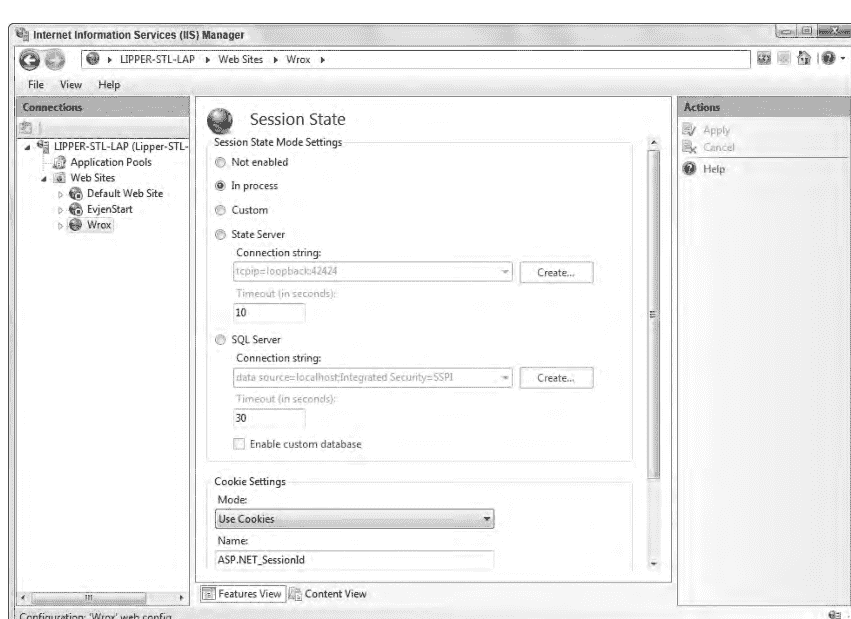 Internet Information Services (IIS) Manager
LIPPER-STL-LAP ▸ Web Sites ▸ Wrox ▸
File View Help
Connections
LIPPER-STL-LAP (Lipper-STL-
Application Pools
Web Sites
Default Web Site
EvjenStart
Wrox
Session State
Session State Mode Settings
Not enabled
In process
Custom
State Server
Connection string:
tcpip=loopback:42424
Create...
Timeout (in seconds):
10
SQL Server
Connection string:
data source=localhost;Integrated Security=SSPI
Create...
Timeout (in seconds):
30
Enable custom database
Cookie Settings
Mode:
Use Cookies
Name:
ASP.NET_SessionId
Features View Content View
Actions
Apply
Cancel
Help
Configuration: 'Wrox' web.config